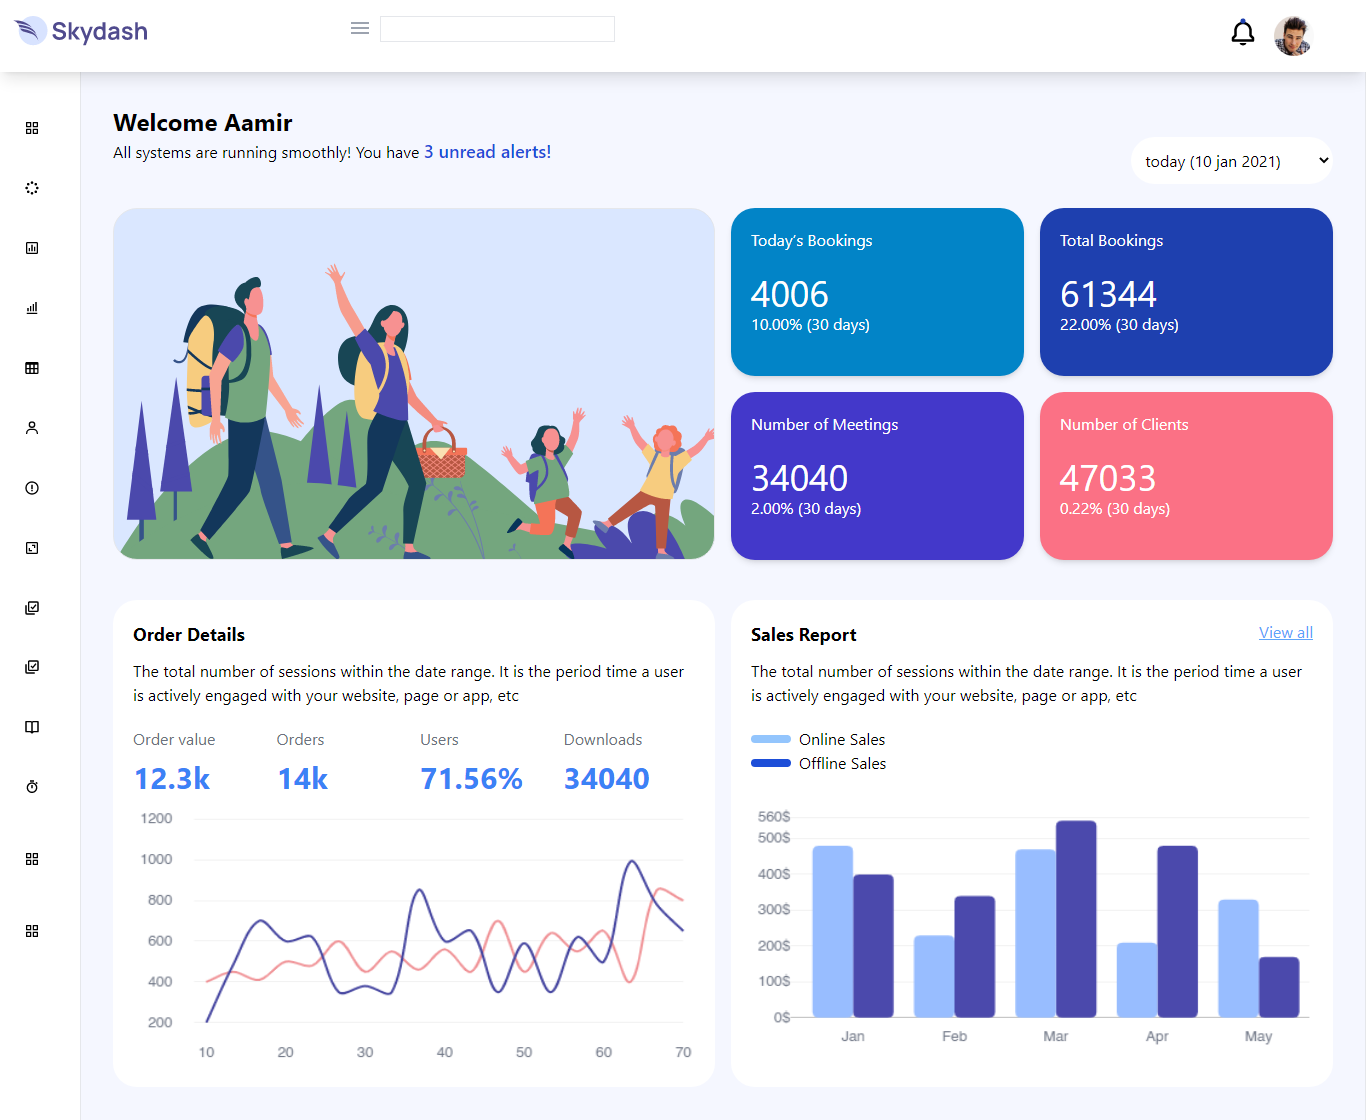 Skydash
Welcome Aamir
All systems are running smoothly! You have 3 unread alerts!
today (10 jan 2021)
Today's Bookings
4006
10.00% (30 days)
Total Bookings
61344
22.00% (30 days)
Number of Meetings
34040
2.00% (30 days)
Number of Clients
47033
0.22% (30 days)
Order Details
The total number of sessions within the date range. It is the period time a user
is actively engaged with your website, page or app, etc
Order value Orders Users Downloads
12.3k 14k 71.56% 34040
1200
1000
800
600
400
200
10 20 30 40 50 60 70
Sales Report
View all
The total number of sessions within the date range. It is the period time a user
is actively engaged with your website, page or app, etc
Online Sales
Offline Sales
560$
500$
400$
300$
200$
100$
0$
Jan Feb Mar Apr May